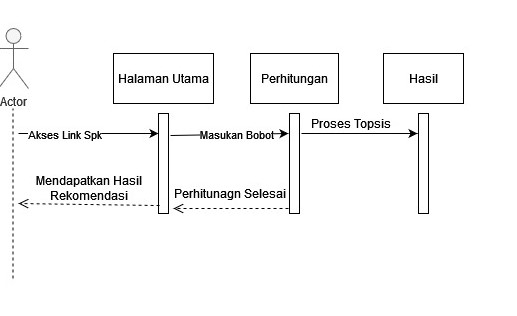 Halaman Utama
Perhitungan
Hasil
Actor
Akses Link Spk
Masukan Bobot
Proses Topsis
Mendapatkan Hasil
Rekomendasi
Perhitunagn Selesai